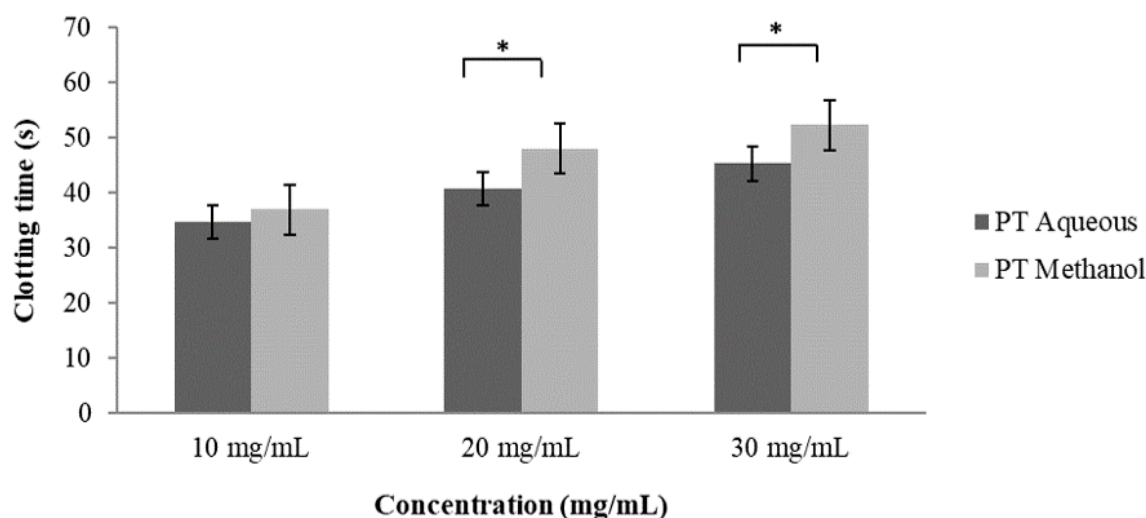 70
*
*
60
50
40
30
20
10
0
Clotting time (s)
10 mg/mL
20 mg/mL
30 mg/mL
Concentration (mg/mL)
PT Aqueous
PT Methanol